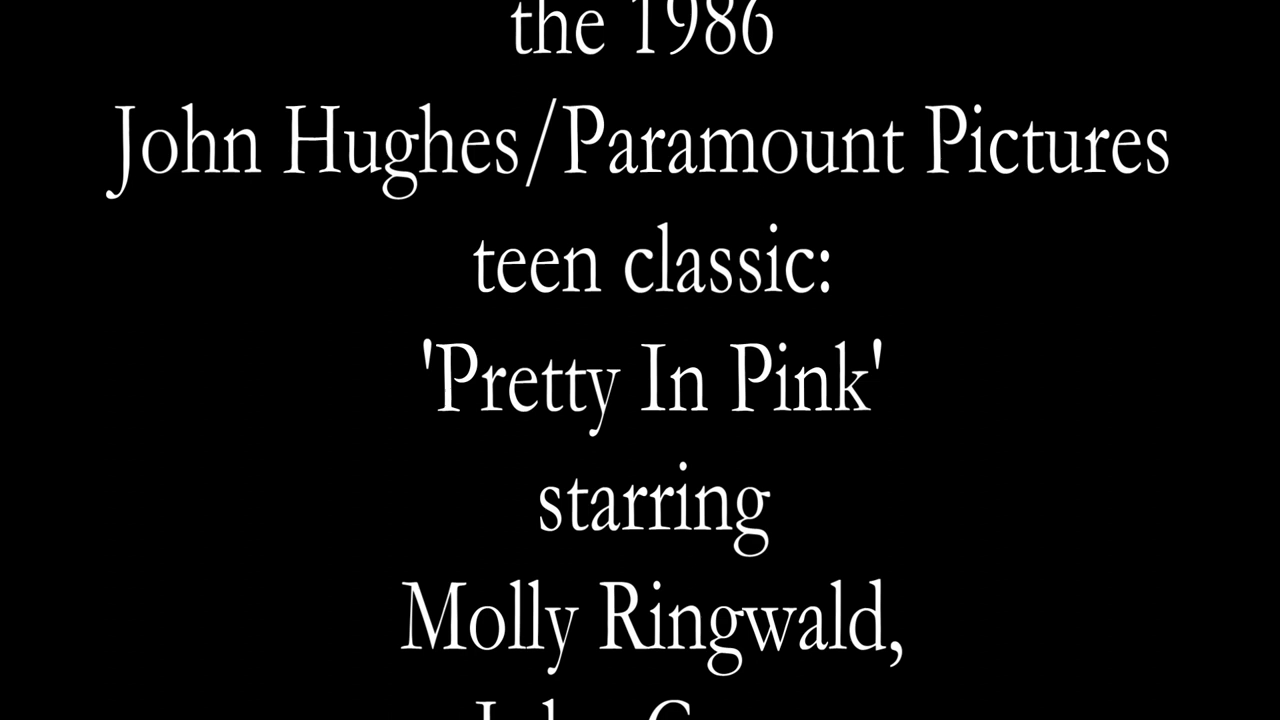 the 1986
John Hughes/Paramount Pictures
teen classic:
'Pretty In Pink'
starring
Molly Ringwald,